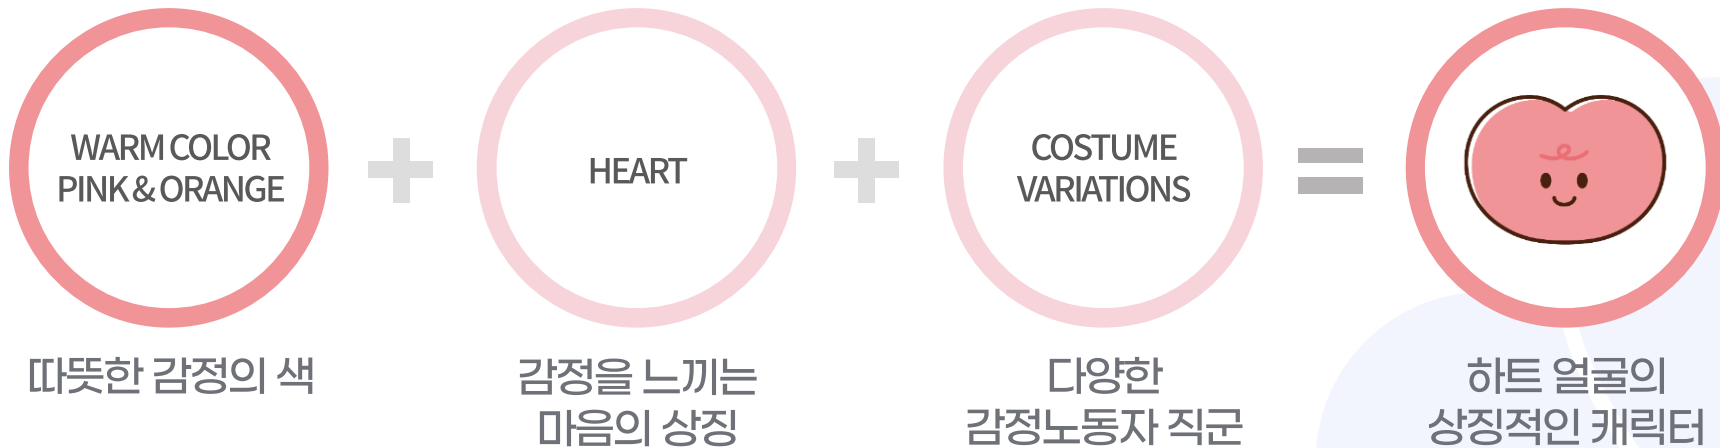 WARM COLOR
PINK & ORANGE
따뜻한 감정의 색
HEART
감정을 느끼는
마음의 상징
COSTUME
VARIATIONS
다양한
감정노동자 직군
하트 얼굴의
상징적인 캐릭터